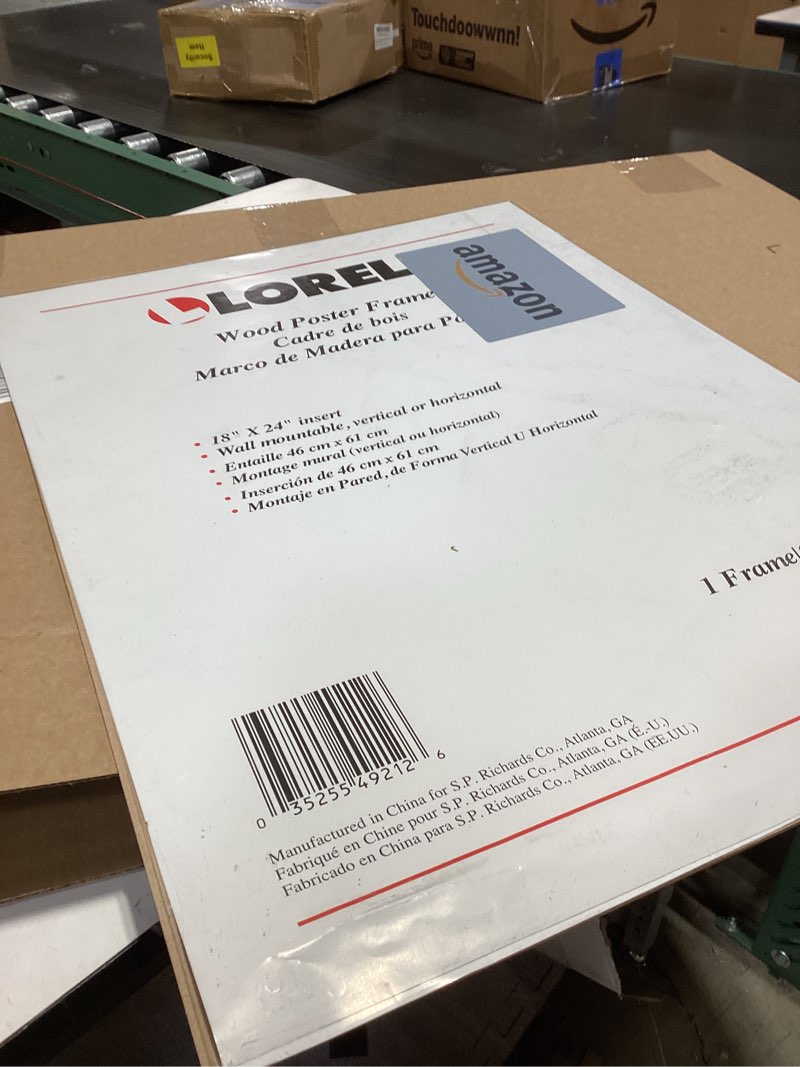 Security
Item
Touchdoowwnn!
prime
LOREL
amazon
Wood Poster Frame
Cadre de bois
Marco de Madera para
• 18" X 24" insert
• Wall mountable, vertical or horizontal
• Entaille 46 cm x 61 cm
• Montage mural (vertical ou horizontal)
• Inserción de 46 cm x 61 cm
• Montaje en Pared, de Forma Vertical U Horizontal
1 Frame
0 35255 49212 6
Manufactured in China for S.P. Richards Co., Atlanta, GA
Fabriqué en Chine pour S.P. Richards Co., Atlanta, GA (É.-U.)
Fabricado en China para S.P. Richards Co., Atlanta, GA (EE.UU.)